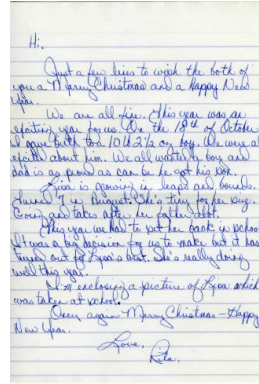 Hi,
Just a few lines to wish the both of
you a Merry Christmas and a Happy New
Year.
We are all fine. This year was an
exciting year for us. On the 18th of October
I gave birth to a 10lb 2½ oz boy. We were all
excited about him. We all wanted a boy and
Dad is as proud as can be he got his son.
Lisa is growing in leaps and bounds.
Turned 7 in August. She's tiny for her age.
and takes after her father alot.
This year we had to put her back in school
It was a big decision for us to make but it has
turned out for Lisa's best. She's really doing
well this year.
I'm enclosing a picture of Lisa which
was taken at school.
Once again Merry Christmas – Happy
New Year.
Love,
Rita.